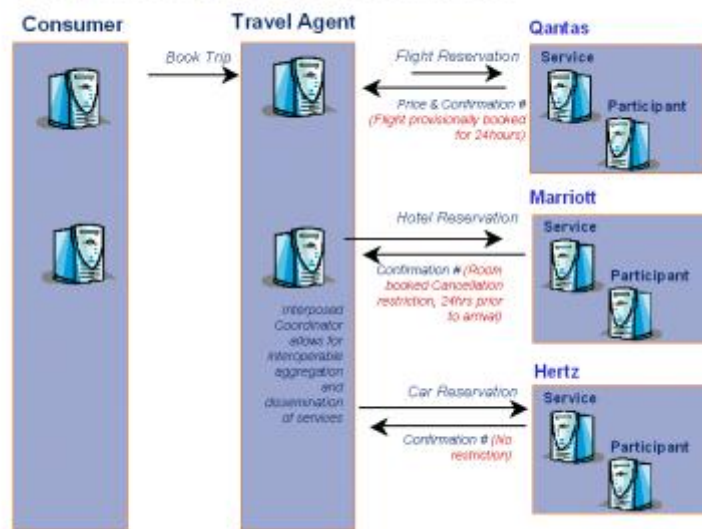 Consumer
Travel Agent
Qantas
Book Trip
Flight Reservation
Service
Price & Confirmation #
(Flight provisionally booked
for 24hours)
Participant
Marriott
Hotel Reservation
Service
Confirmation # (Room
booked Cancellation
restriction, 24hrs prior
to arrival)
Participant
Interposed
Coordinator
allows for
interoperable
aggregation
and
dissemination
of services
Hertz
Car Reservation
Service
Confirmation # (No
restriction)
Participant